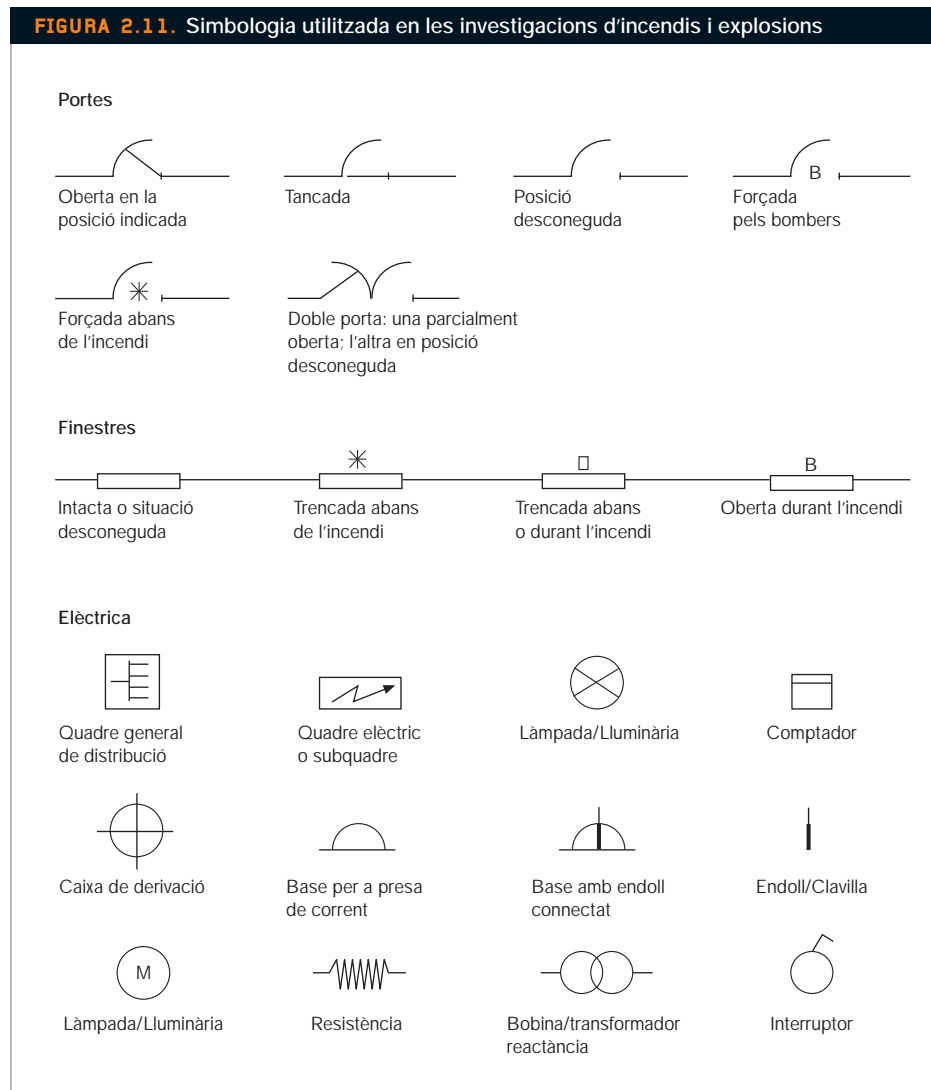 FIGURA 2.11. Simbologia utilitzada en les investigacions d'incendis i explosions
Portes
Oberta en la
posició indicada
Tancada
Posició
desconeguda
B
Forçada
pels bombers
Forçada abans
de l'incendi
Doble porta: una parcialment
oberta; l'altra en posició
desconeguda
Finestres
Intacta o situació
desconeguda
Trencada abans
de l'incendi
Trencada abans
o durant l'incendi
B
Oberta durant l'incendi
Elèctrica
Quadre general
de distribució
Quadre elèctric
o subquadre
Làmpada/Lluminària
Comptador
Caixa de derivació
Base per a presa
de corrent
Base amb endoll
connectat
Endoll/Clavilla
M
Làmpada/Lluminària
Resistència
Bobina/transformador
reactància
Interruptor